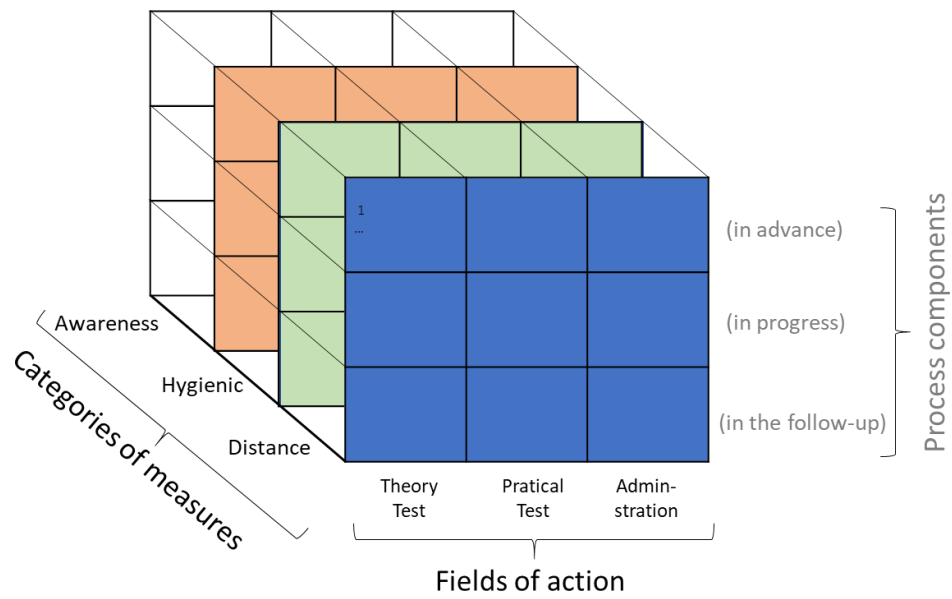 1
...
(in advance)
(in progress)
(in the follow-up)
Process components
Awareness
Hygienic
Distance
Categories of measures
Theory
Test
Pratical
Test
Admin-
stration
Fields of action